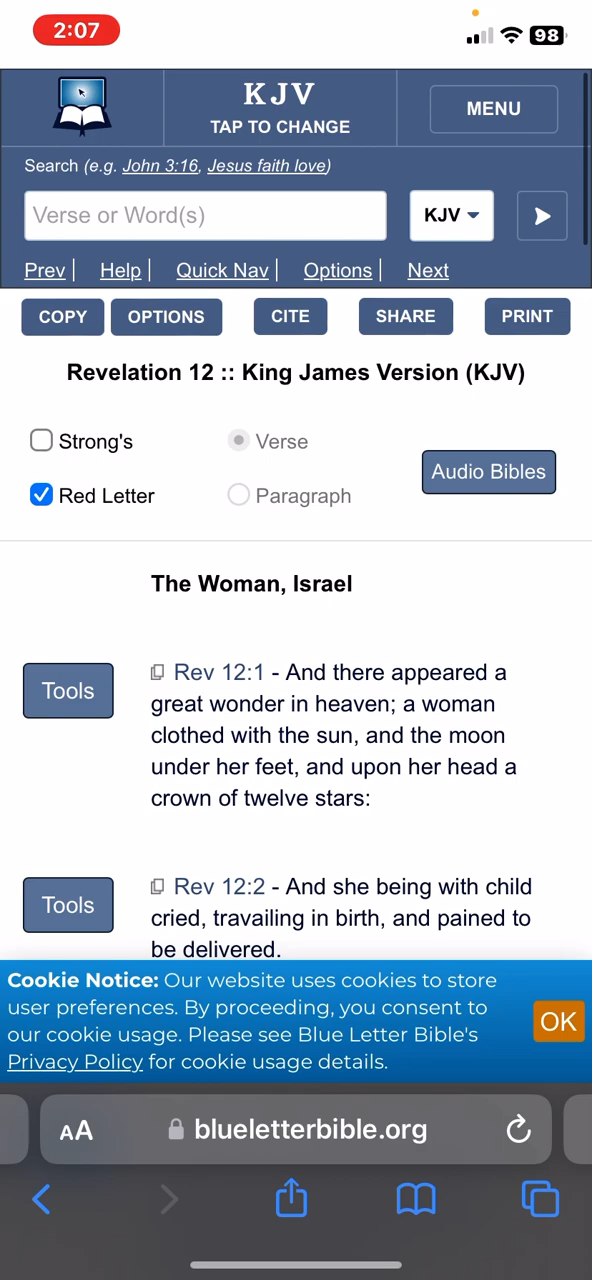 2:07 98
KJV
TAP TO CHANGE
MENU
Search (e.g. John 3:16, Jesus faith love)
Verse or Word(s) KJV
Prev| Help| Quick Nav| Options| Next
COPY OPTIONS CITE SHARE PRINT
Revelation 12 :: King James Version (KJV)
Strong's Verse
Audio Bibles
Red Letter Paragraph
The Woman, Israel
Tools
Rev 12:1 - And there appeared a
great wonder in heaven; a woman
clothed with the sun, and the moon
under her feet, and upon her head a
crown of twelve stars:
Tools
Rev 12:2 - And she being with child
cried, travailing in birth, and pained to
be delivered.
Cookie Notice: Our website uses cookies to store
user preferences. By proceeding, you consent to
our cookie usage. Please see Blue Letter Bible's
Privacy Policy for cookie usage details.
OK
AA blueletterbible.org